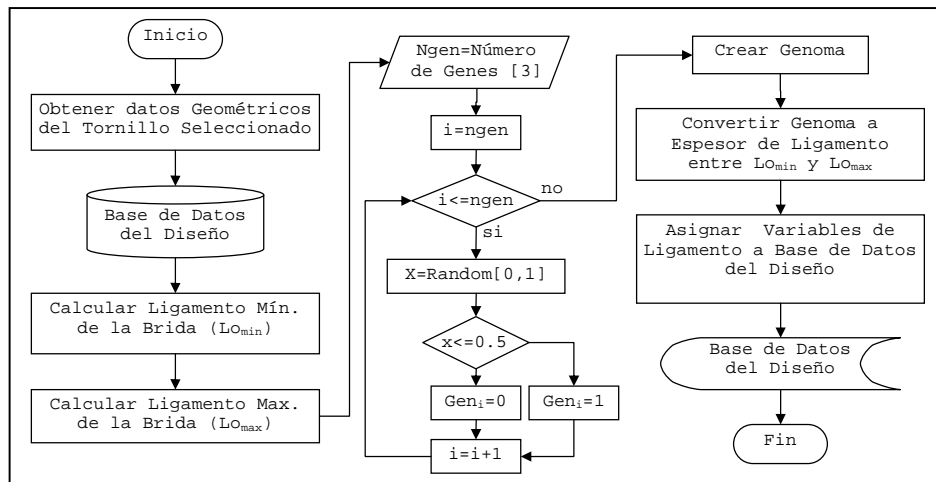 Inicio
Obtener datos Geométricos
del Tornillo Seleccionado
Base de Datos
del Diseño
Calcular Ligamento Mín.
de la Brida (Lomin)
Calcular Ligamento Max.
de la Brida (Lomax)
Ngen=Número
de Genes [3]
i=ngen
i<=ngen
no
si
X=Random[0,1]
x<=0.5
Geni=0
Geni=1
i=i+1
Crear Genoma
Convertir Genoma a
Espesor de Ligamento
entre Lomin y Lomax
Asignar Variables de
Ligamento a Base de Datos
del Diseño
Base de Datos
del Diseño
Fin